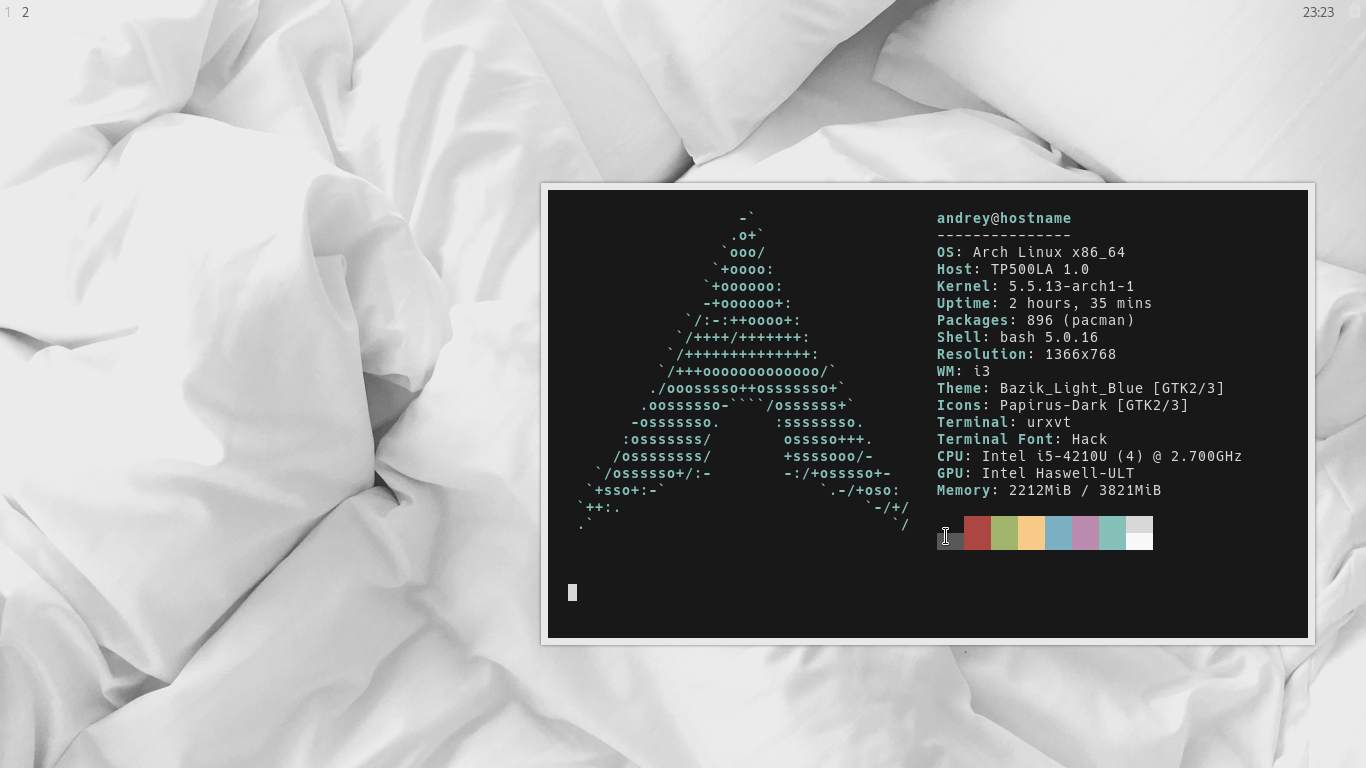 1 2
23:23
-`
.o+`
`ooo/
`+oooo:
`+oooooo:
-+oooooo+:
`/:-:++oooo+:
`/++++/+++++++:
`/++++++++++++++:
`/+++ooooooooooooo/`
./ooosssso++osssssso+`
.oossssso-````/ossssss+`
-osssssso. :ssssssso.
:osssssss/ osssso+++.
/ossssssss/ +ssssooo/-
`/ossssso+/:- -:/+osssso+-
`+sso+:-` `.-/+oso:
`++:. `-/+/
.` `/
andrey@hostname
---------------
OS: Arch Linux x86_64
Host: TP500LA 1.0
Kernel: 5.5.13-arch1-1
Uptime: 2 hours, 35 mins
Packages: 896 (pacman)
Shell: bash 5.0.16
Resolution: 1366x768
WM: i3
Theme: Bazik_Light_Blue [GTK2/3]
Icons: Papirus-Dark [GTK2/3]
Terminal: urxvt
Terminal Font: Hack
CPU: Intel i5-4210U (4) @ 2.700GHz
GPU: Intel Haswell-ULT
Memory: 2212MiB / 3821MiB